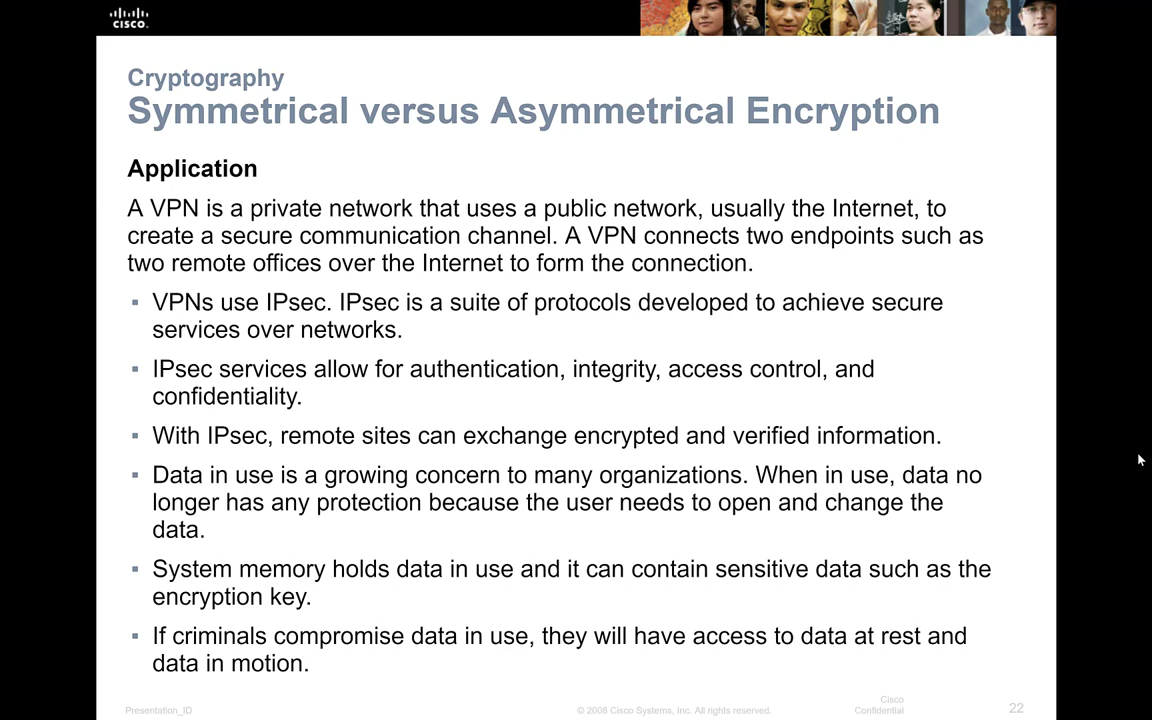 CISCO.
Cryptography
Symmetrical versus Asymmetrical Encryption
Application
A VPN is a private network that uses a public network, usually the Internet, to
create a secure communication channel. A VPN connects two endpoints such as
two remote offices over the Internet to form the connection.
▪ VPNs use IPsec. IPsec is a suite of protocols developed to achieve secure
services over networks.
▪ IPsec services allow for authentication, integrity, access control, and
confidentiality.
▪ With IPsec, remote sites can exchange encrypted and verified information.
▪ Data in use is a growing concern to many organizations. When in use, data no
longer has any protection because the user needs to open and change the
data.
▪ System memory holds data in use and it can contain sensitive data such as the
encryption key.
▪ If criminals compromise data in use, they will have access to data at rest and
data in motion.
Presentation_ID
© 2008 Cisco Systems, Inc. All rights reserved.
Cisco
Confidential
22